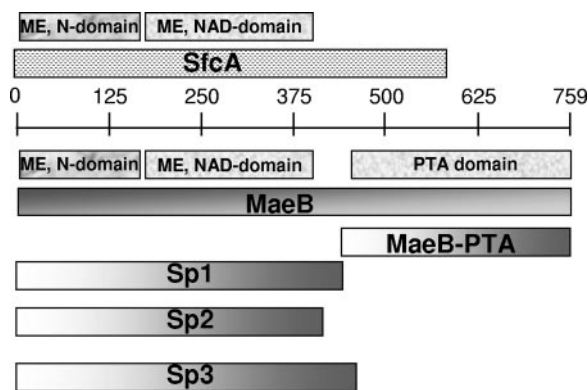 ME, N-domain ME, NAD-domain
SfcA
0 125 250 375 500 625 759
ME, N-domain ME, NAD-domain PTA domain
MaeB
MaeB-PTA
Sp1
Sp2
Sp3